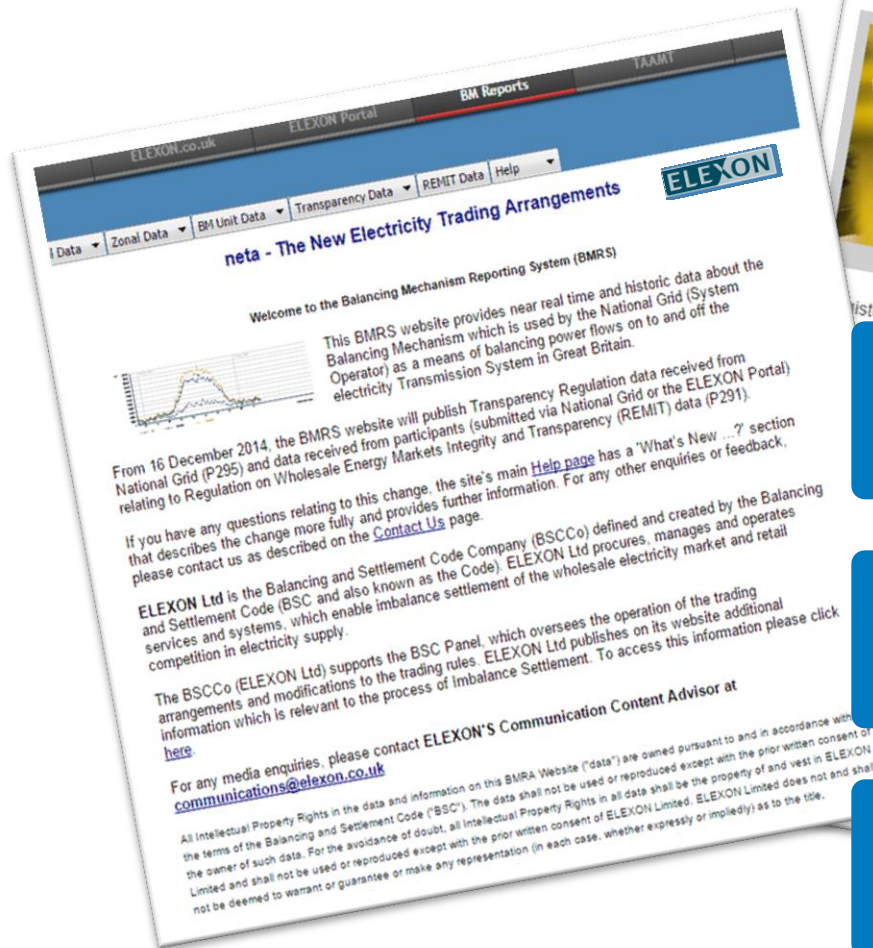 ELEXON.co.uk
ELEXON Portal
BM Reports
TAAMT
l Data
Zonal Data
BM Unit Data
Transparency Data
REMIT Data
Help
ELEXON
neta - The New Electricity Trading Arrangements
Welcome to the Balancing Mechanism Reporting System (BMRS)
This BMRS website provides near real time and historic data about the
Balancing Mechanism which is used by the National Grid (System
Operator) as a means of balancing power flows on to and off the
electricity Transmission System in Great Britain.
From 16 December 2014, the BMRS website will publish Transparency Regulation data received from
National Grid (P295) and data received from participants (submitted via National Grid or the ELEXON Portal)
relating to Regulation on Wholesale Energy Markets Integrity and Transparency (REMIT) data (P291).
If you have any questions relating to this change, the site's main Help page has a 'What's New ...?' section
that describes the change more fully and provides further information. For any other enquiries or feedback,
please contact us as described on the Contact Us page.
ELEXON Ltd is the Balancing and Settlement Code Company (BSCCo) defined and created by the Balancing
and Settlement Code (BSC and also known as the Code). ELEXON Ltd procures, manages and operates
services and systems, which enable imbalance settlement of the wholesale electricity market and retail
competition in electricity supply.
The BSCCo (ELEXON Ltd) supports the BSC Panel, which oversees the operation of the trading
arrangements and modifications to the trading rules. ELEXON Ltd publishes on its website additional
information which is relevant to the process of Imbalance Settlement. To access this information please click
here.
For any media enquiries, please contact ELEXON'S Communication Content Advisor at
communications@elexon.co.uk
All Intellectual Property Rights in the data and information on this BMRA Website ("data") are owned pursuant to and in accordance with
the terms of the Balancing and Settlement Code ("BSC"). The data shall not be used or reproduced except with the prior written consent of
the owner of such data. For the avoidance of doubt, all Intellectual Property Rights in all data shall be the property of and vest in ELEXON
Limited and shall not be used or reproduced except with the prior written consent of ELEXON Limited. ELEXON Limited does not and shall
not be deemed to warrant or guarantee or make any representation (in each case, whether expressly or impliedly) as to the title,